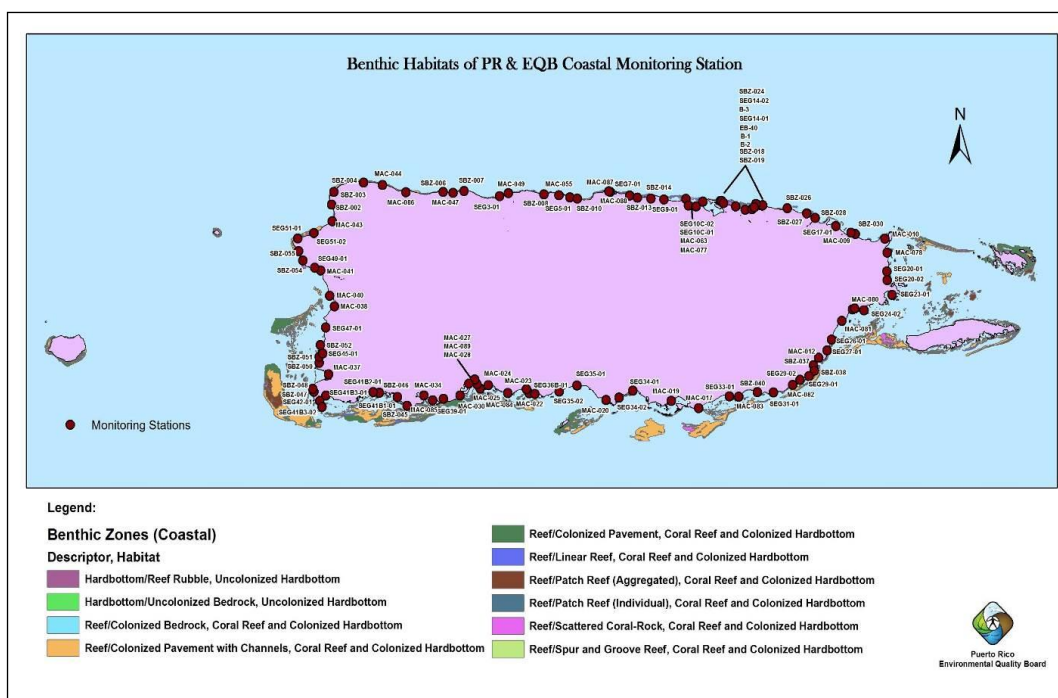 Benthic Habitats of PR & EQB Coastal Monitoring Station
SBZ-024
SEG14-02
B-3
SEG14-01
EB-40
B-1
B-2
SBZ-018
SBZ-019
N
SBZ-004
MAC-044
SBZ-003
SBZ-002
MAC-043
MAC-086
SBZ-006
MAC-047
SBZ-007
SEG3-01
MAC-049
SBZ-008
MAC-055
SEG5-01
SBZ-010
MAC-087
MAC-088
SEG7-01
SBZ-013
SBZ-014
SEG9-01
SEG10C-02
SEG10C-01
MAC-063
MAC-077
SBZ-026
SBZ-027
SBZ-028
SEG17-01
MAC-009
SBZ-030
MAC-010
MAC-078
SEG20-01
SEG20-02
SEG23-01
MAC-080
SEG24-02
MAC-081
SEG26-01
SEG27-01
MAC-012
SBZ-037
SBZ-038
SEG29-02
SEG29-01
MAC-082
SBZ-040
SEG31-01
SEG33-01
MAC-083
MAC-017
MAC-019
SEG34-01
SEG34-02
MAC-020
SEG35-01
SEG35-02
SEG36B-01
MAC-022
MAC-023
MAC-084
MAC-024
MAC-025
MAC-027
MAC-089
MAC-028
MAC-030
SEG39-01
MAC-034
MAC-085
SBZ-046
SBZ-045
SEG41B7-01
SEG41B1-01
SEG41B3-01
SEG41B3-02
SEG42-01
SBZ-047
SBZ-048
MAC-037
SBZ-050
SBZ-051
SEG45-01
SBZ-052
SEG47-01
MAC-038
MAC-040
MAC-041
SEG49-01
SBZ-054
SBZ-055
SEG51-02
SEG51-01
Monitoring Stations
Legend:
Benthic Zones (Coastal)
Descriptor, Habitat
Hardbottom/Reef Rubble, Uncolonized Hardbottom
Hardbottom/Uncolonized Bedrock, Uncolonized Hardbottom
Reef/Colonized Bedrock, Coral Reef and Colonized Hardbottom
Reef/Colonized Pavement with Channels, Coral Reef and Colonized Hardbottom
Reef/Colonized Pavement, Coral Reef and Colonized Hardbottom
Reef/Linear Reef, Coral Reef and Colonized Hardbottom
Reef/Patch Reef (Aggregated), Coral Reef and Colonized Hardbottom
Reef/Patch Reef (Individual), Coral Reef and Colonized Hardbottom
Reef/Scattered Coral-Rock, Coral Reef and Colonized Hardbottom
Reef/Spur and Groove Reef, Coral Reef and Colonized Hardbottom
Puerto Rico
Environmental Quality Board